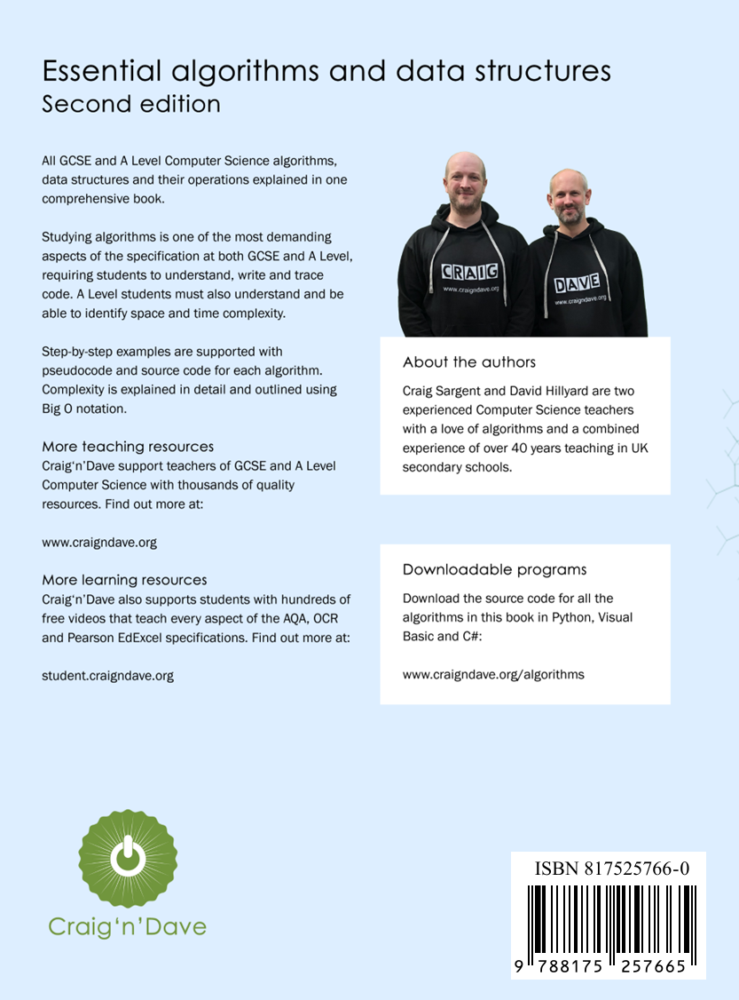 Essential algorithms and data structures
Second edition
All GCSE and A Level Computer Science algorithms,
data structures and their operations explained in one
comprehensive book.
Studying algorithms is one of the most demanding
aspects of the specification at both GCSE and A Level,
requiring students to understand, write and trace
code. A Level students must also understand and be
able to identify space and time complexity.
Step-by-step examples are supported with
pseudocode and source code for each algorithm.
Complexity is explained in detail and outlined using
Big O notation.
More teaching resources
Craig‘n’Dave support teachers of GCSE and A Level
Computer Science with thousands of quality
resources. Find out more at:
www.craigndave.org
More learning resources
Craig‘n’Dave also supports students with hundreds of
free videos that teach every aspect of the AQA, OCR
and Pearson EdExcel specifications. Find out more at:
student.craigndave.org
CRAIG
www.craigndave.org
DAVE
www.craigndave.org
About the authors
Craig Sargent and David Hillyard are two
experienced Computer Science teachers
with a love of algorithms and a combined
experience of over 40 years teaching in UK
secondary schools.
Downloadable programs
Download the source code for all the
algorithms in this book in Python, Visual
Basic and C#:
www.craigndave.org/algorithms
Craig‘n’Dave
ISBN 817525766-0
9 788175 257665